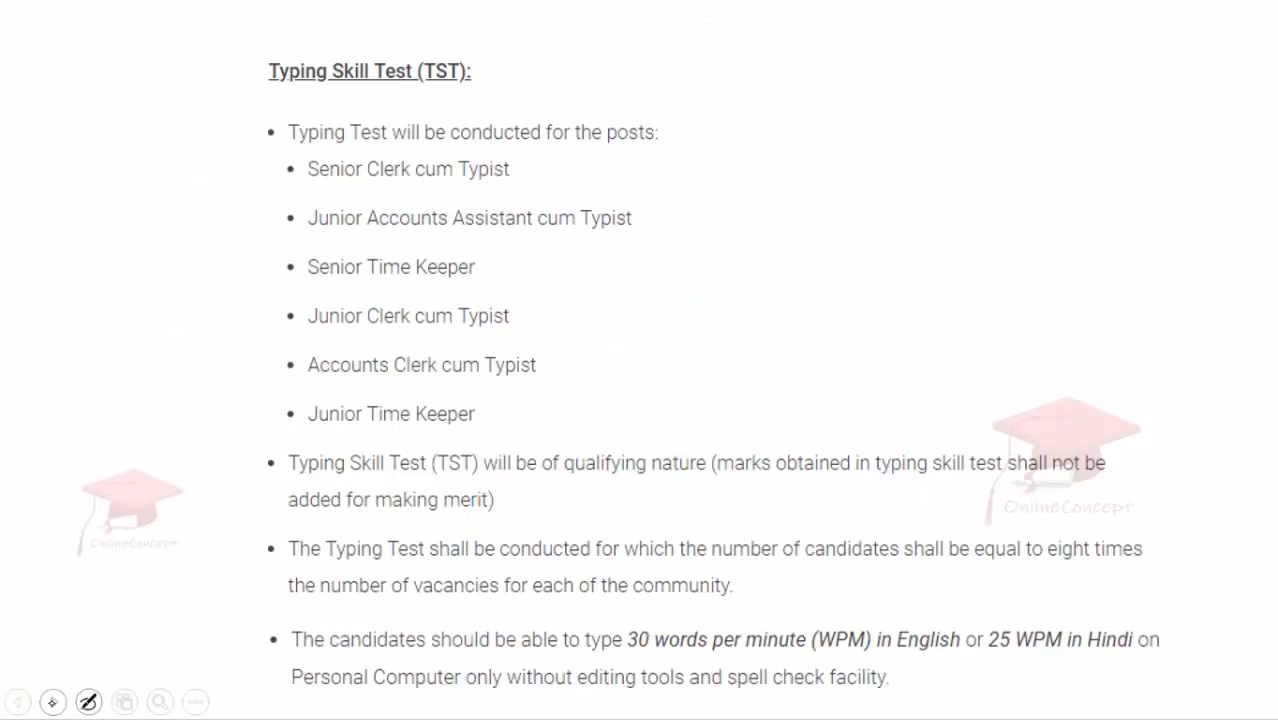 Typing Skill Test (TST):
• Typing Test will be conducted for the posts:
• Senior Clerk cum Typist
• Junior Accounts Assistant cum Typist
• Senior Time Keeper
• Junior Clerk cum Typist
• Accounts Clerk cum Typist
• Junior Time Keeper
• Typing Skill Test (TST) will be of qualifying nature (marks obtained in typing skill test shall not be
added for making merit)
OnlineConcept
OnlineConcept
• The Typing Test shall be conducted for which the number of candidates shall be equal to eight times
the number of vacancies for each of the community.
• The candidates should be able to type 30 words per minute (WPM) in English or 25 WPM in Hindi on
Personal Computer only without editing tools and spell check facility.